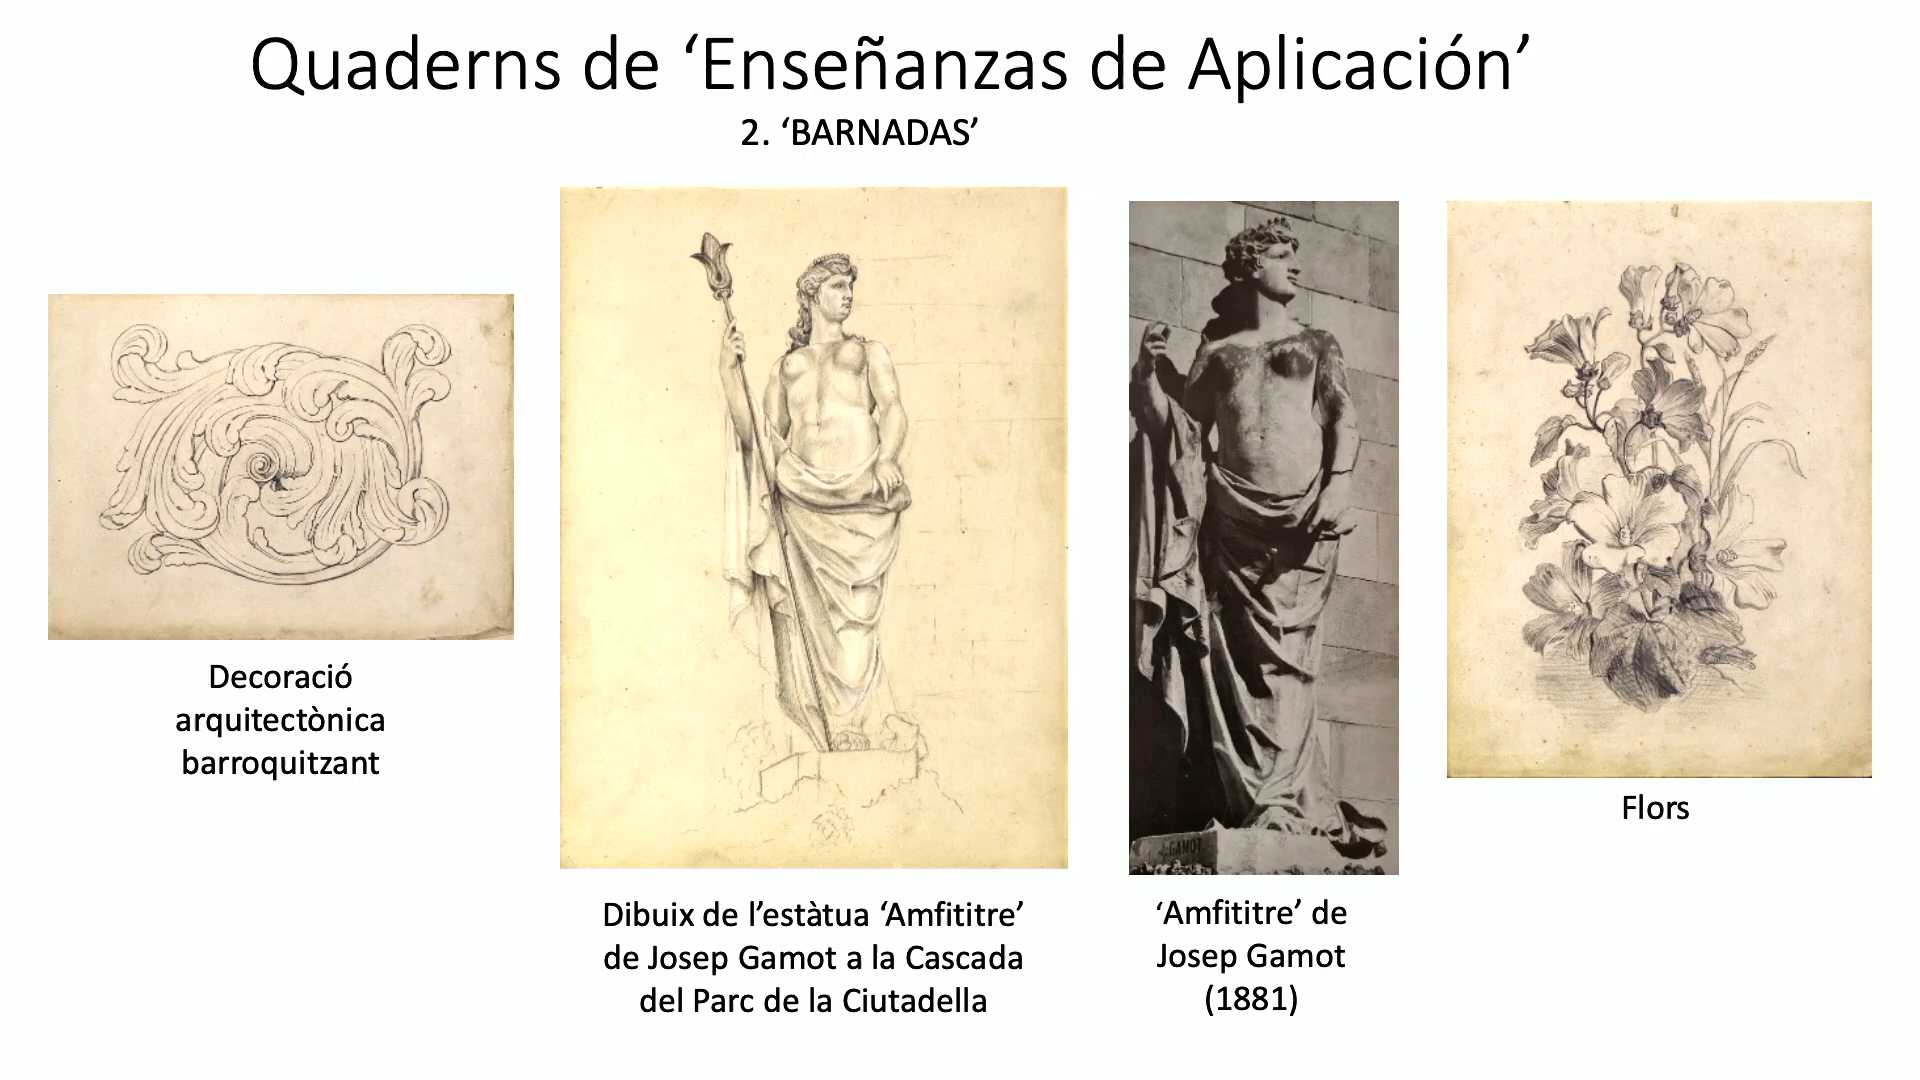 Quaderns de ‘Enseñanzas de Aplicación’
2. ‘BARNADAS’
Decoració
arquitectònica
barroquitzant
Dibuix de l’estàtua ‘Amfititre’
de Josep Gamot a la Cascada
del Parc de la Ciutadella
J. GAMOT
‘Amfititre’ de
Josep Gamot
(1881)
Flors